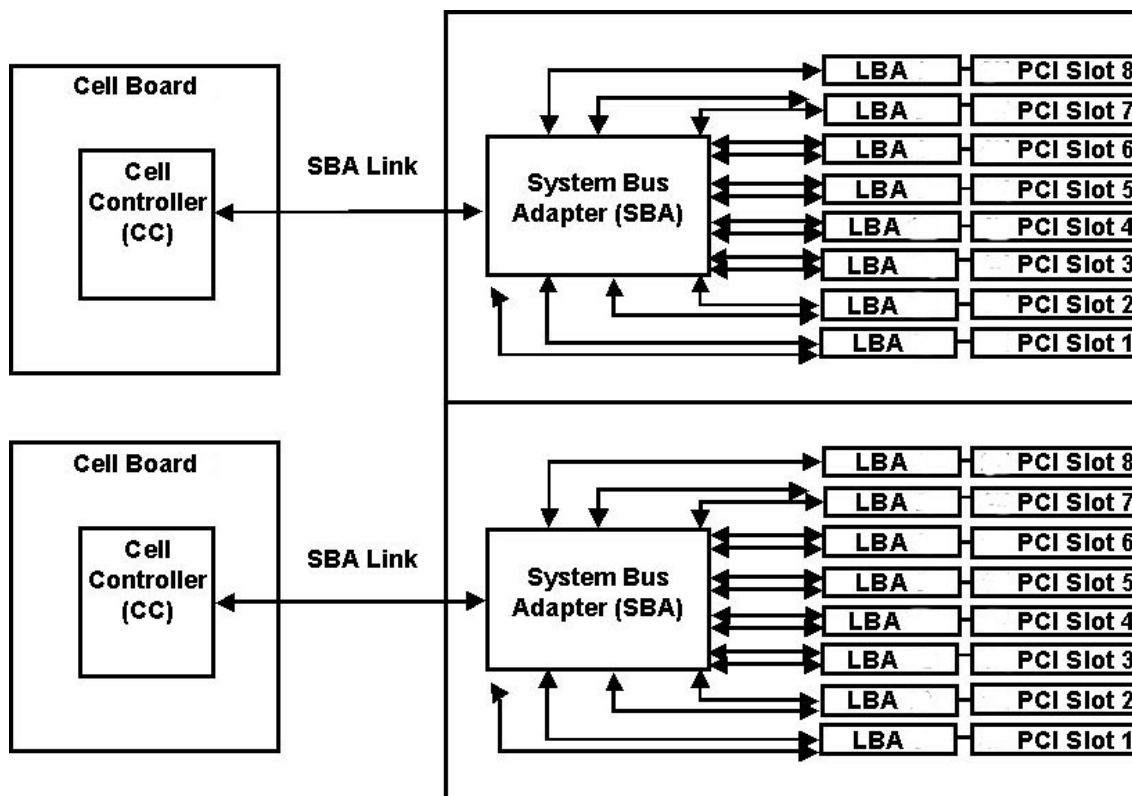 Cell Board
Cell
Controller
(CC)
SBA Link
System Bus
Adapter (SBA)
LBA PCI Slot 8
LBA PCI Slot 7
LBA PCI Slot 6
LBA PCI Slot 5
LBA PCI Slot 4
LBA PCI Slot 3
LBA PCI Slot 2
LBA PCI Slot 1
Cell Board
Cell
Controller
(CC)
SBA Link
System Bus
Adapter (SBA)
LBA PCI Slot 8
LBA PCI Slot 7
LBA PCI Slot 6
LBA PCI Slot 5
LBA PCI Slot 4
LBA PCI Slot 3
LBA PCI Slot 2
LBA PCI Slot 1